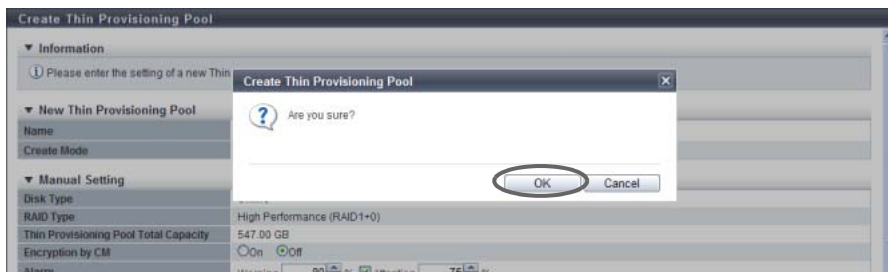 Create Thin Provisioning Pool
Information
Please enter the setting of a new Thin
Create Thin Provisioning Pool
Are you sure?
New Thin Provisioning Pool
Name
Create Mode
OK Cancel
Manual Setting
Disk Type
RAID Type High Performance (RAID1+0)
Thin Provisioning Pool Total Capacity 547.00 GB
Encryption by CM On Off
Alarm Warning 90 % Attention 75 %